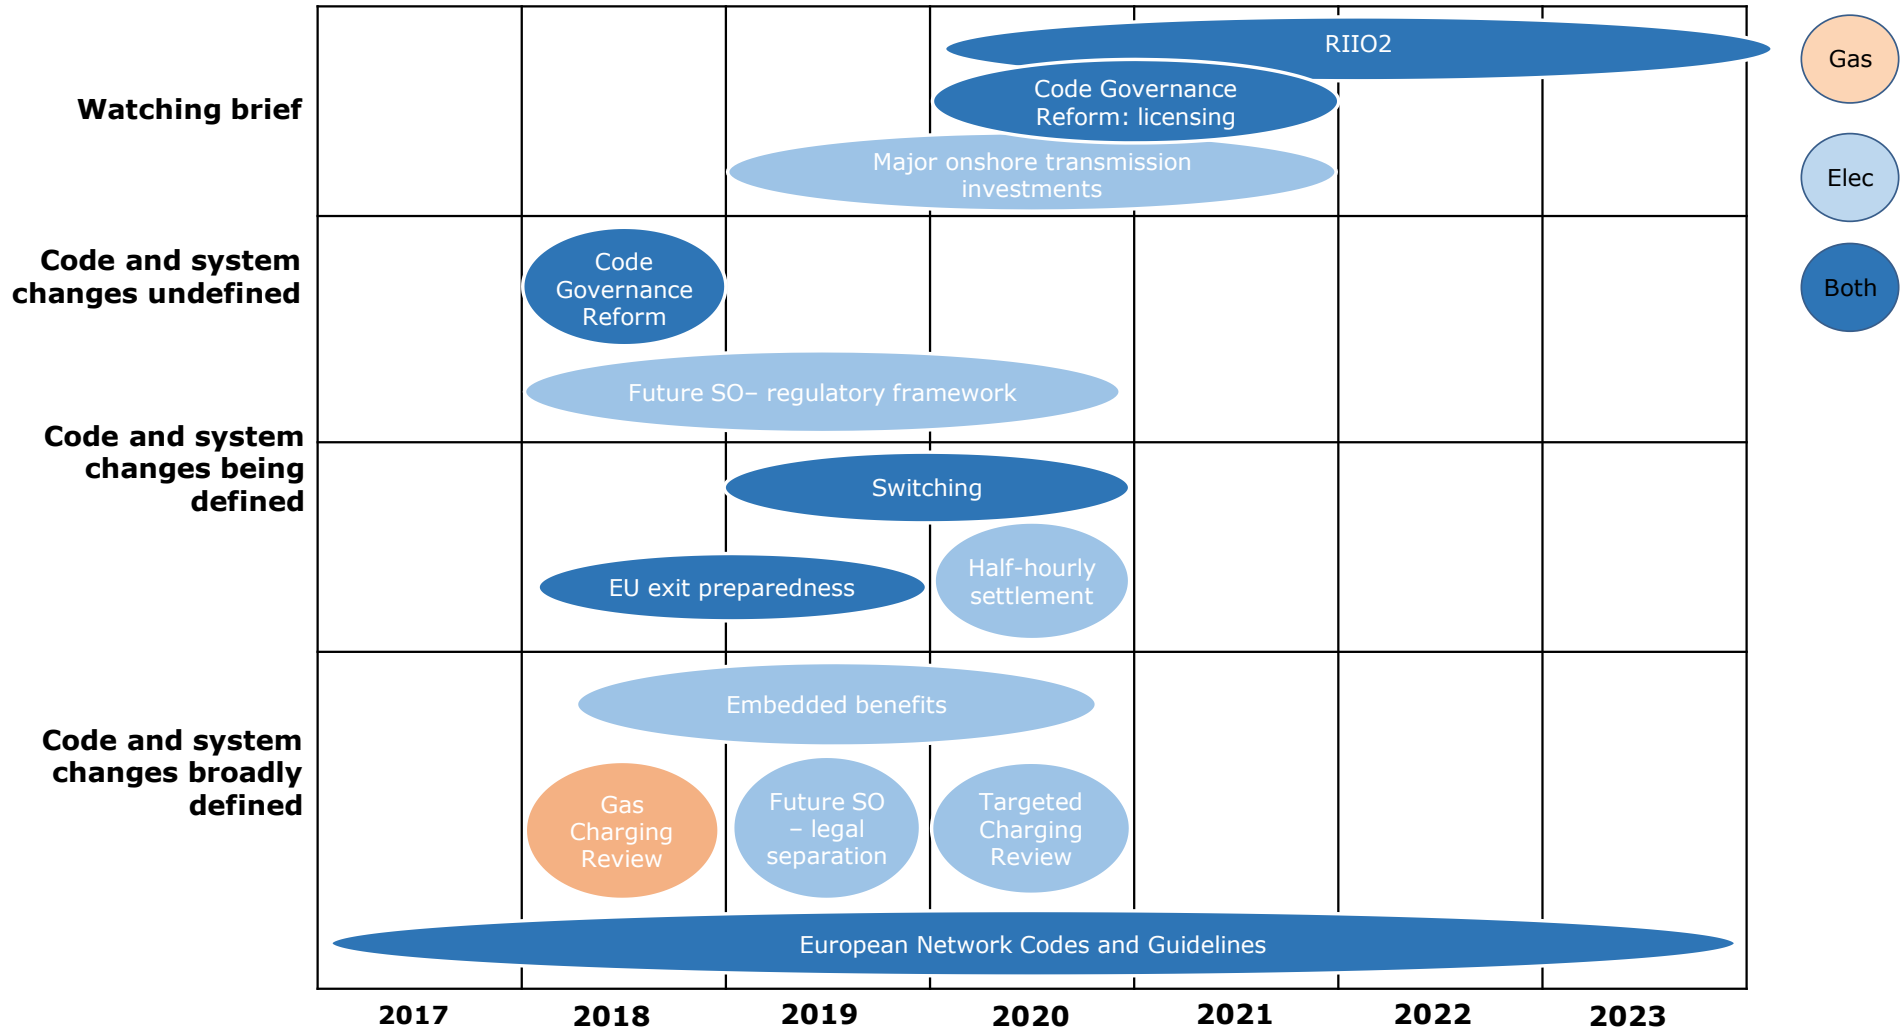 RIIO2
Gas
Watching brief
Code Governance
Reform: licensing
Major onshore transmission
investments
Elec
Code and system
changes undefined
Code
Governance
Reform
Both
Future SO– regulatory framework
Code and system
changes being
defined
Switching
Half-hourly
settlement
EU exit preparedness
Code and system
changes broadly
defined
Embedded benefits
Gas
Charging
Review
Future SO
– legal
separation
Targeted
Charging
Review
European Network Codes and Guidelines
2017
2018
2019
2020
2021
2022
2023